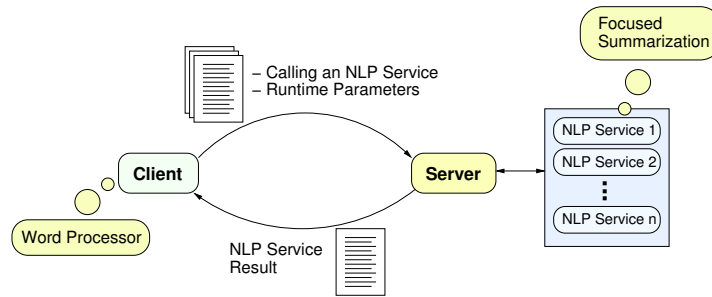 Focused
Summarization
– Calling an NLP Service
– Runtime Parameters
NLP Service 1
NLP Service 2
NLP Service n
Client
Server
Word Processor
NLP Service
Result